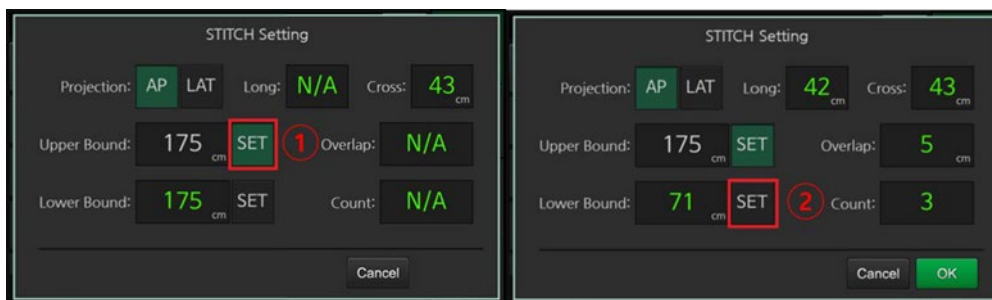 STITCH Setting
Projection: AP LAT Long: N/A Cross: 43 cm
Upper Bound: 175 cm SET 1 Overlap: N/A
Lower Bound: 175 cm SET Count: N/A
Cancel
STITCH Setting
Projection: AP LAT Long: 42 cm Cross: 43 cm
Upper Bound: 175 cm SET Overlap: 5 cm
Lower Bound: 71 cm SET 2 Count: 3
Cancel OK